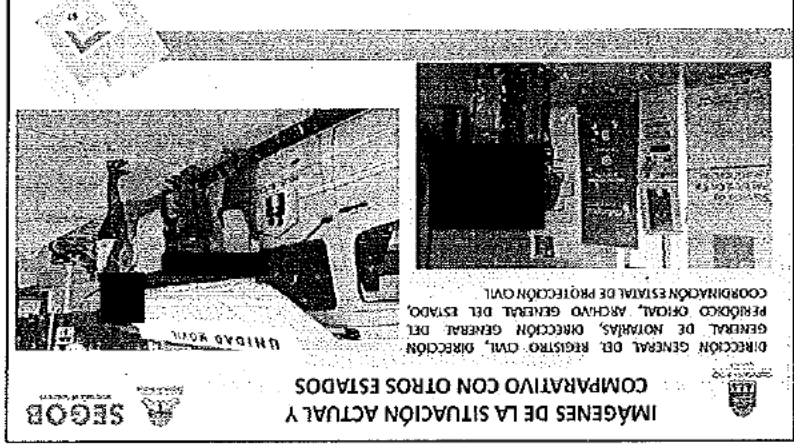 IMÁGENES DE LA SITUACIÓN ACTUAL Y
COMPARATIVO CON OTROS ESTADOS
SEGOB
DIRECCIÓN GENERAL DEL REGISTRO CIVIL, DIRECCIÓN
GENERAL DE NOTARÍAS, DIRECCIÓN GENERAL DEL
PERIÓDICO OFICIAL, ARCHIVO GENERAL DEL ESTADO,
COORDINACIÓN ESTATAL DE PROTECCIÓN CIVIL
UNIDAD MOVIL